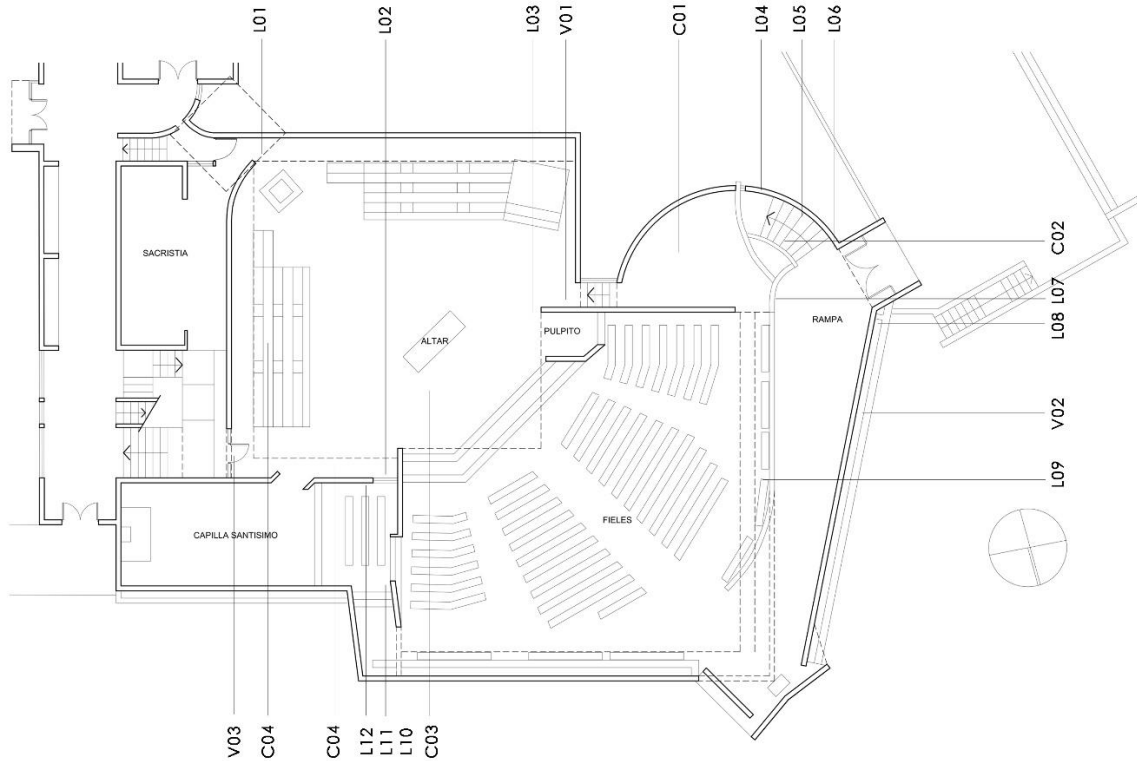 L01
L02
L03
V01
C01
L04
L05
L06
SACRISTIA
C02
L07
RAMPA
L08
PULPITO
ALTAR
V02
L09
FIELES
CAPILLA SANTISIMO
V03
C04
C04
L12
L11
L10
C03